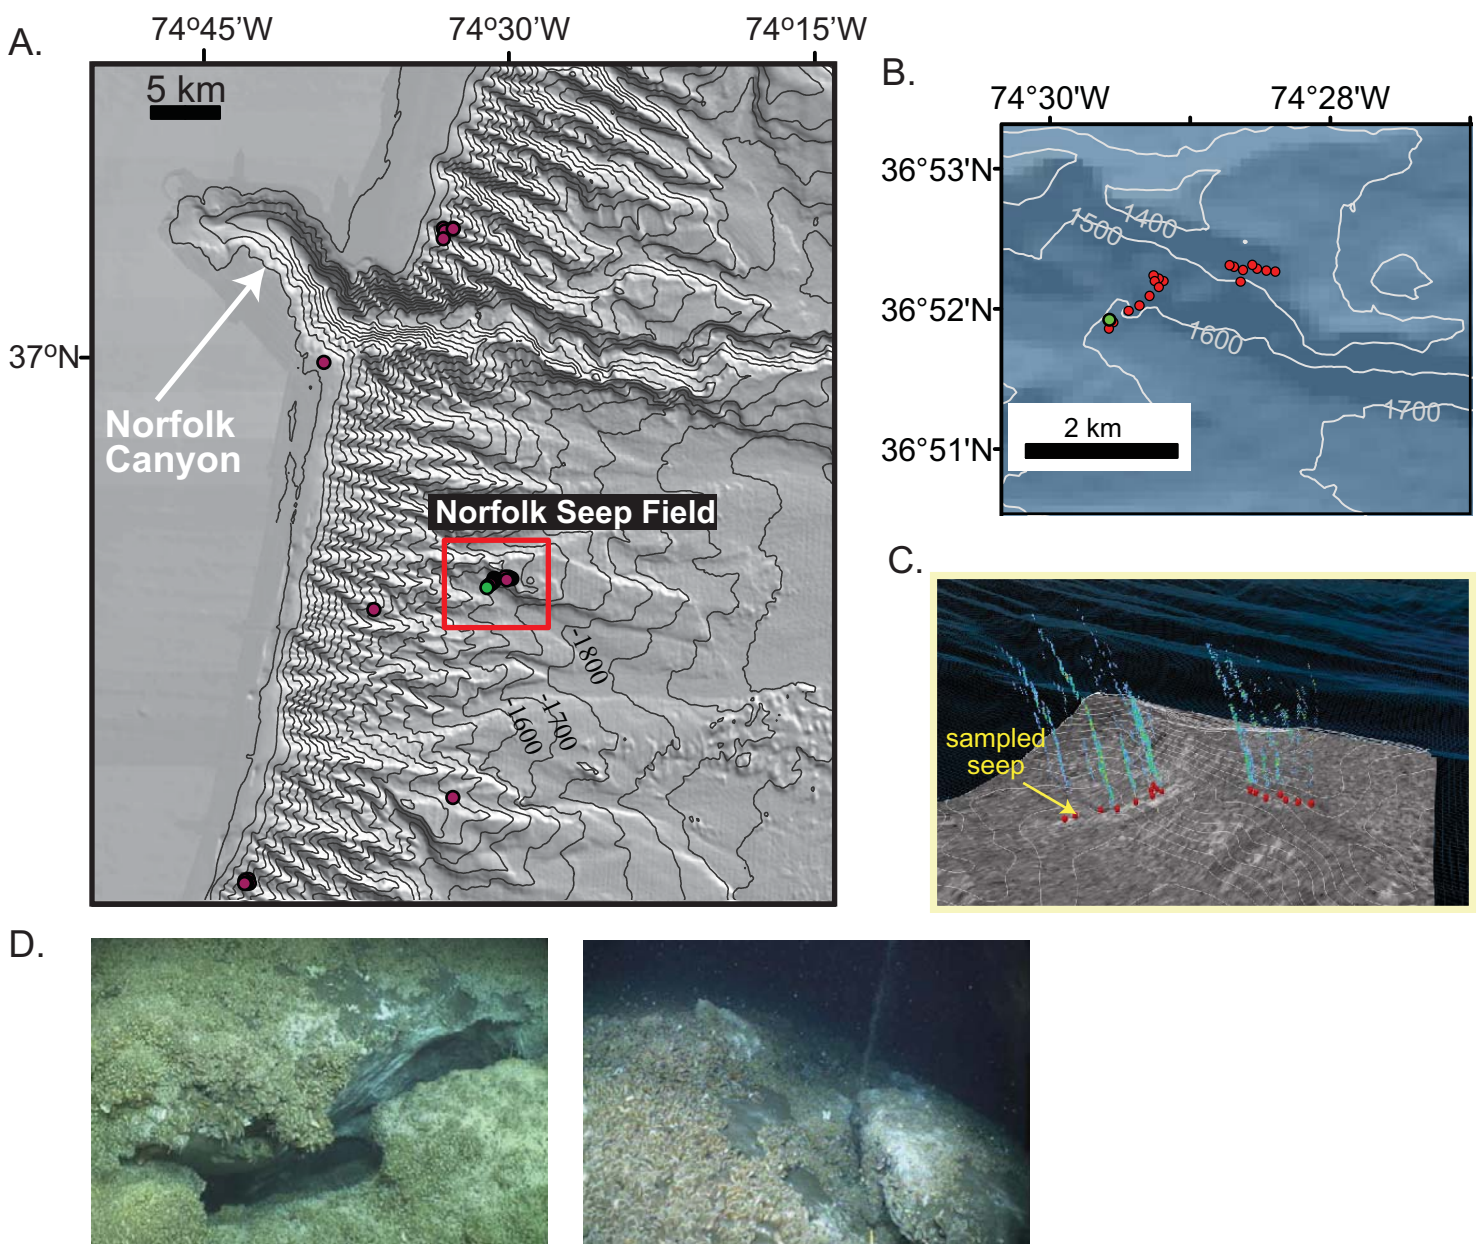 A.
74°45'W
74°30'W
74°15'W
5 km
37°N
Norfolk
Canyon
Norfolk Seep Field
-1800
-1700
-1600
B.
74°30'W
74°28'W
36°53'N
36°52'N
36°51'N
1400
1500
1600
1700
2 km
C.
sampled
seep
D.